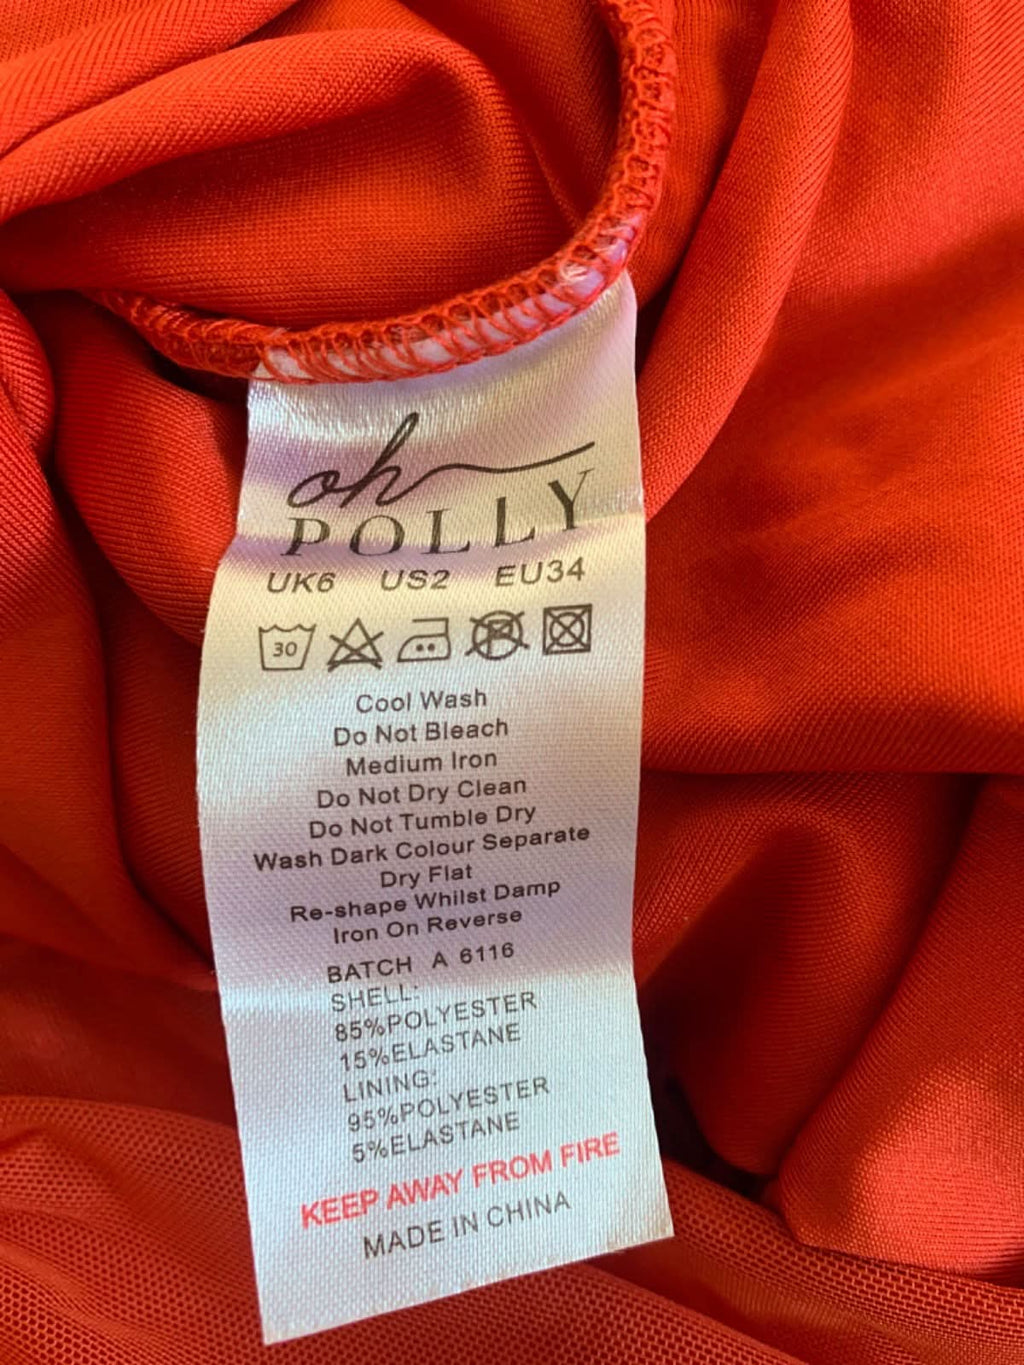 oh
POLLY
UK6 US2 EU34
30 P
Cool Wash
Do Not Bleach
Medium Iron
Do Not Dry Clean
Do Not Tumble Dry
Wash Dark Colour Separate
Dry Flat
Re-shape Whilst Damp
Iron On Reverse
BATCH A 6116
SHELL:
85%POLYESTER
15%ELASTANE
LINING:
95%POLYESTER
5%ELASTANE
KEEP AWAY FROM FIRE
MADE IN CHINA